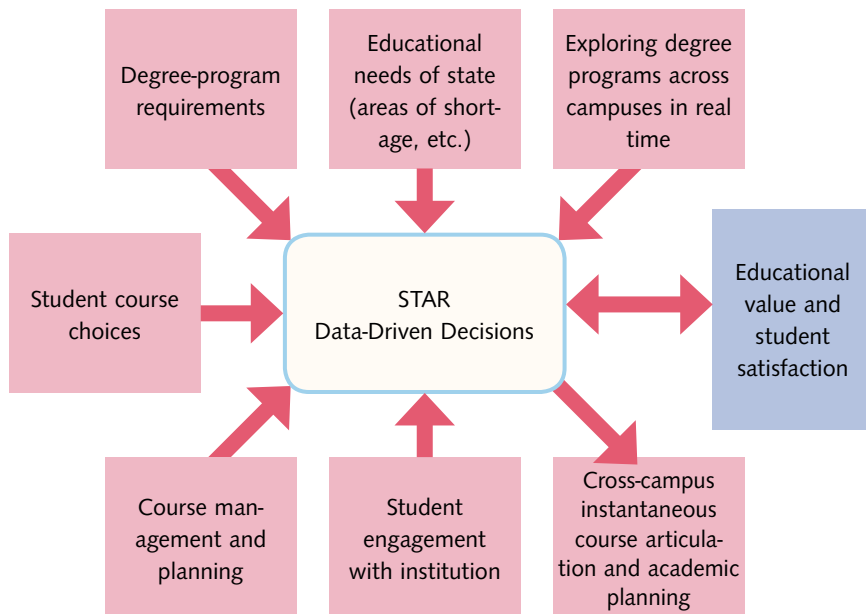 Degree-program
requirements
Educational
needs of state
(areas of short-
age, etc.)
Exploring degree
programs across
campuses in real
time
Student course
choices
STAR
Data-Driven Decisions
Educational
value and
student
satisfaction
Course man-
agement and
planning
Student
engagement
with institution
Cross-campus
instantaneous
course articula-
tion and academic
planning